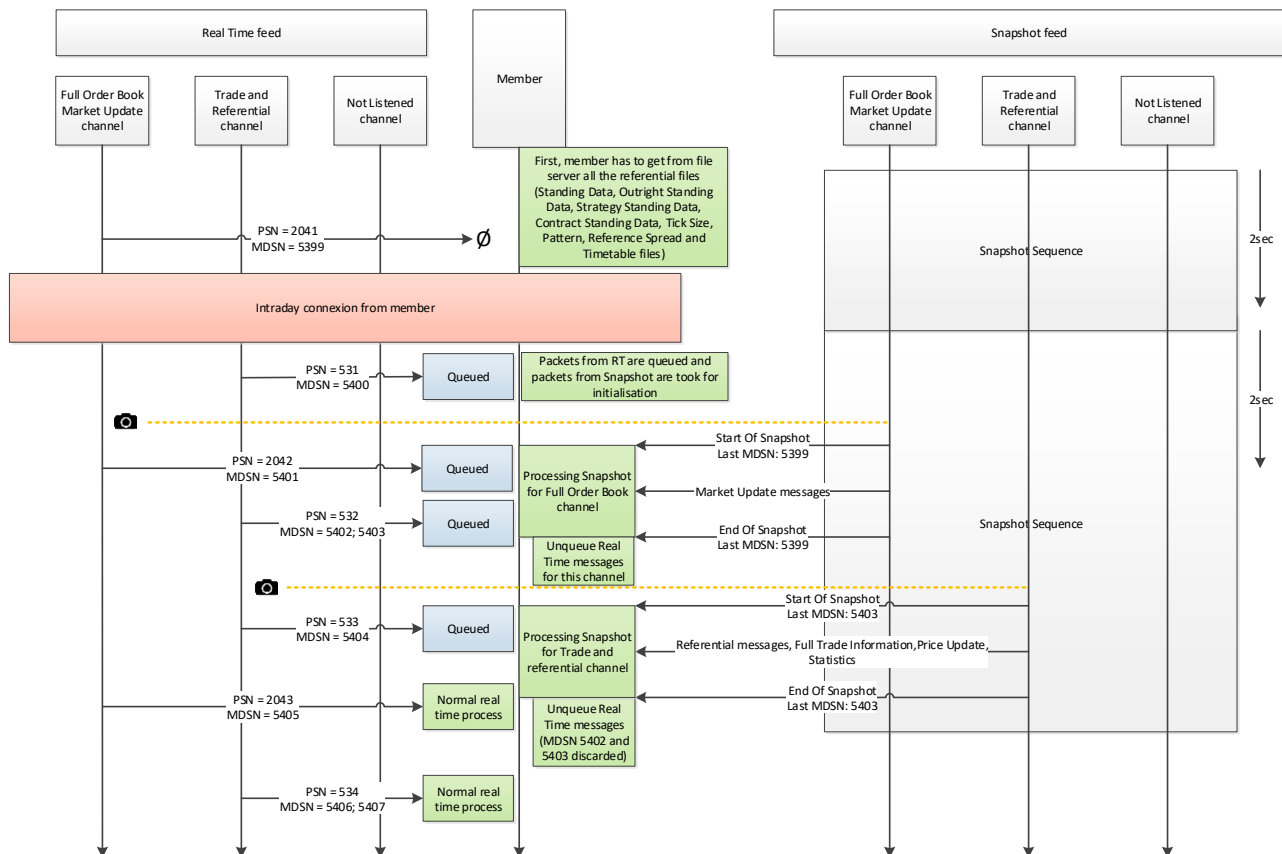 Real Time feed
Snapshot feed
Member
Full Order Book
Market Update
channel
Trade and
Referential
channel
Not Listened
channel
Full Order Book
Market Update
channel
Trade and
Referential
channel
Not Listened
channel
First, member has to get from file
server all the referential files
(Standing Data, Outright Standing
Data, Strategy Standing Data,
Contract Standing Data, Tick Size,
Pattern, Reference Spread and
Timetable files)
PSN = 2041
MDSN = 5399
Ø
Snapshot Sequence
2sec
Intraday connexion from member
PSN = 531
MDSN = 5400
Queued
Packets from RT are queued and
packets from Snapshot are took for
initialisation
2sec
Start Of Snapshot
Last MDSN: 5399
PSN = 2042
MDSN = 5401
Queued
Processing Snapshot
for Full Order Book
channel
Market Update messages
PSN = 532
MDSN = 5402; 5403
Queued
End Of Snapshot
Last MDSN: 5399
Snapshot Sequence
Unqueue Real
Time messages
for this channel
Start Of Snapshot
Last MDSN: 5403
PSN = 533
MDSN = 5404
Queued
Processing Snapshot
for Trade and
referential channel
Referential messages, Full Trade Information,Price Update,
Statistics
End Of Snapshot
Last MDSN: 5403
PSN = 2043
MDSN = 5405
Normal real
time process
Unqueue Real
Time messages
(MDSN 5402 and
5403 discarded)
PSN = 534
MDSN = 5406; 5407
Normal real
time process